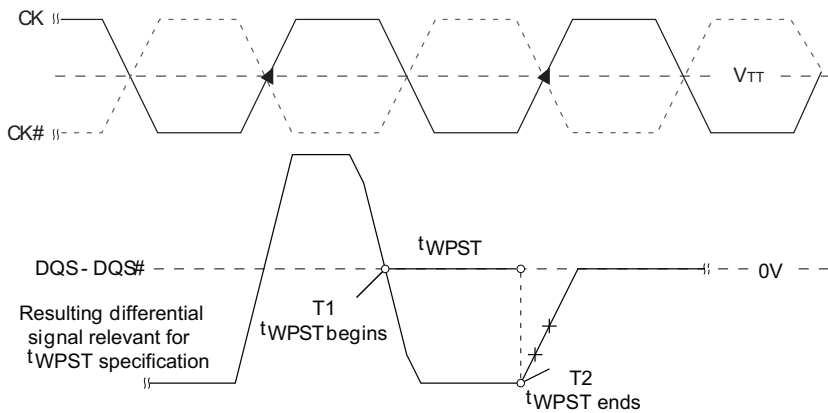 CK
VTT
CK#
tWPST
DQS - DQS#
0V
T1
tWPST begins
Resulting differential
signal relevant for
tWPST specification
T2
tWPST ends